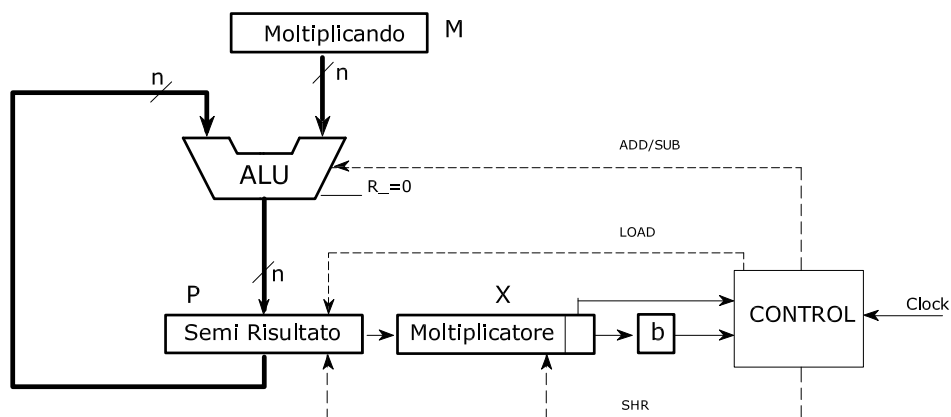 Moltiplicando M
n
n
ALU
ADD/SUB
R_=0
LOAD
n
P
X
Semi Risultato
Moltiplicatore
b
CONTROL
Clock
SHR